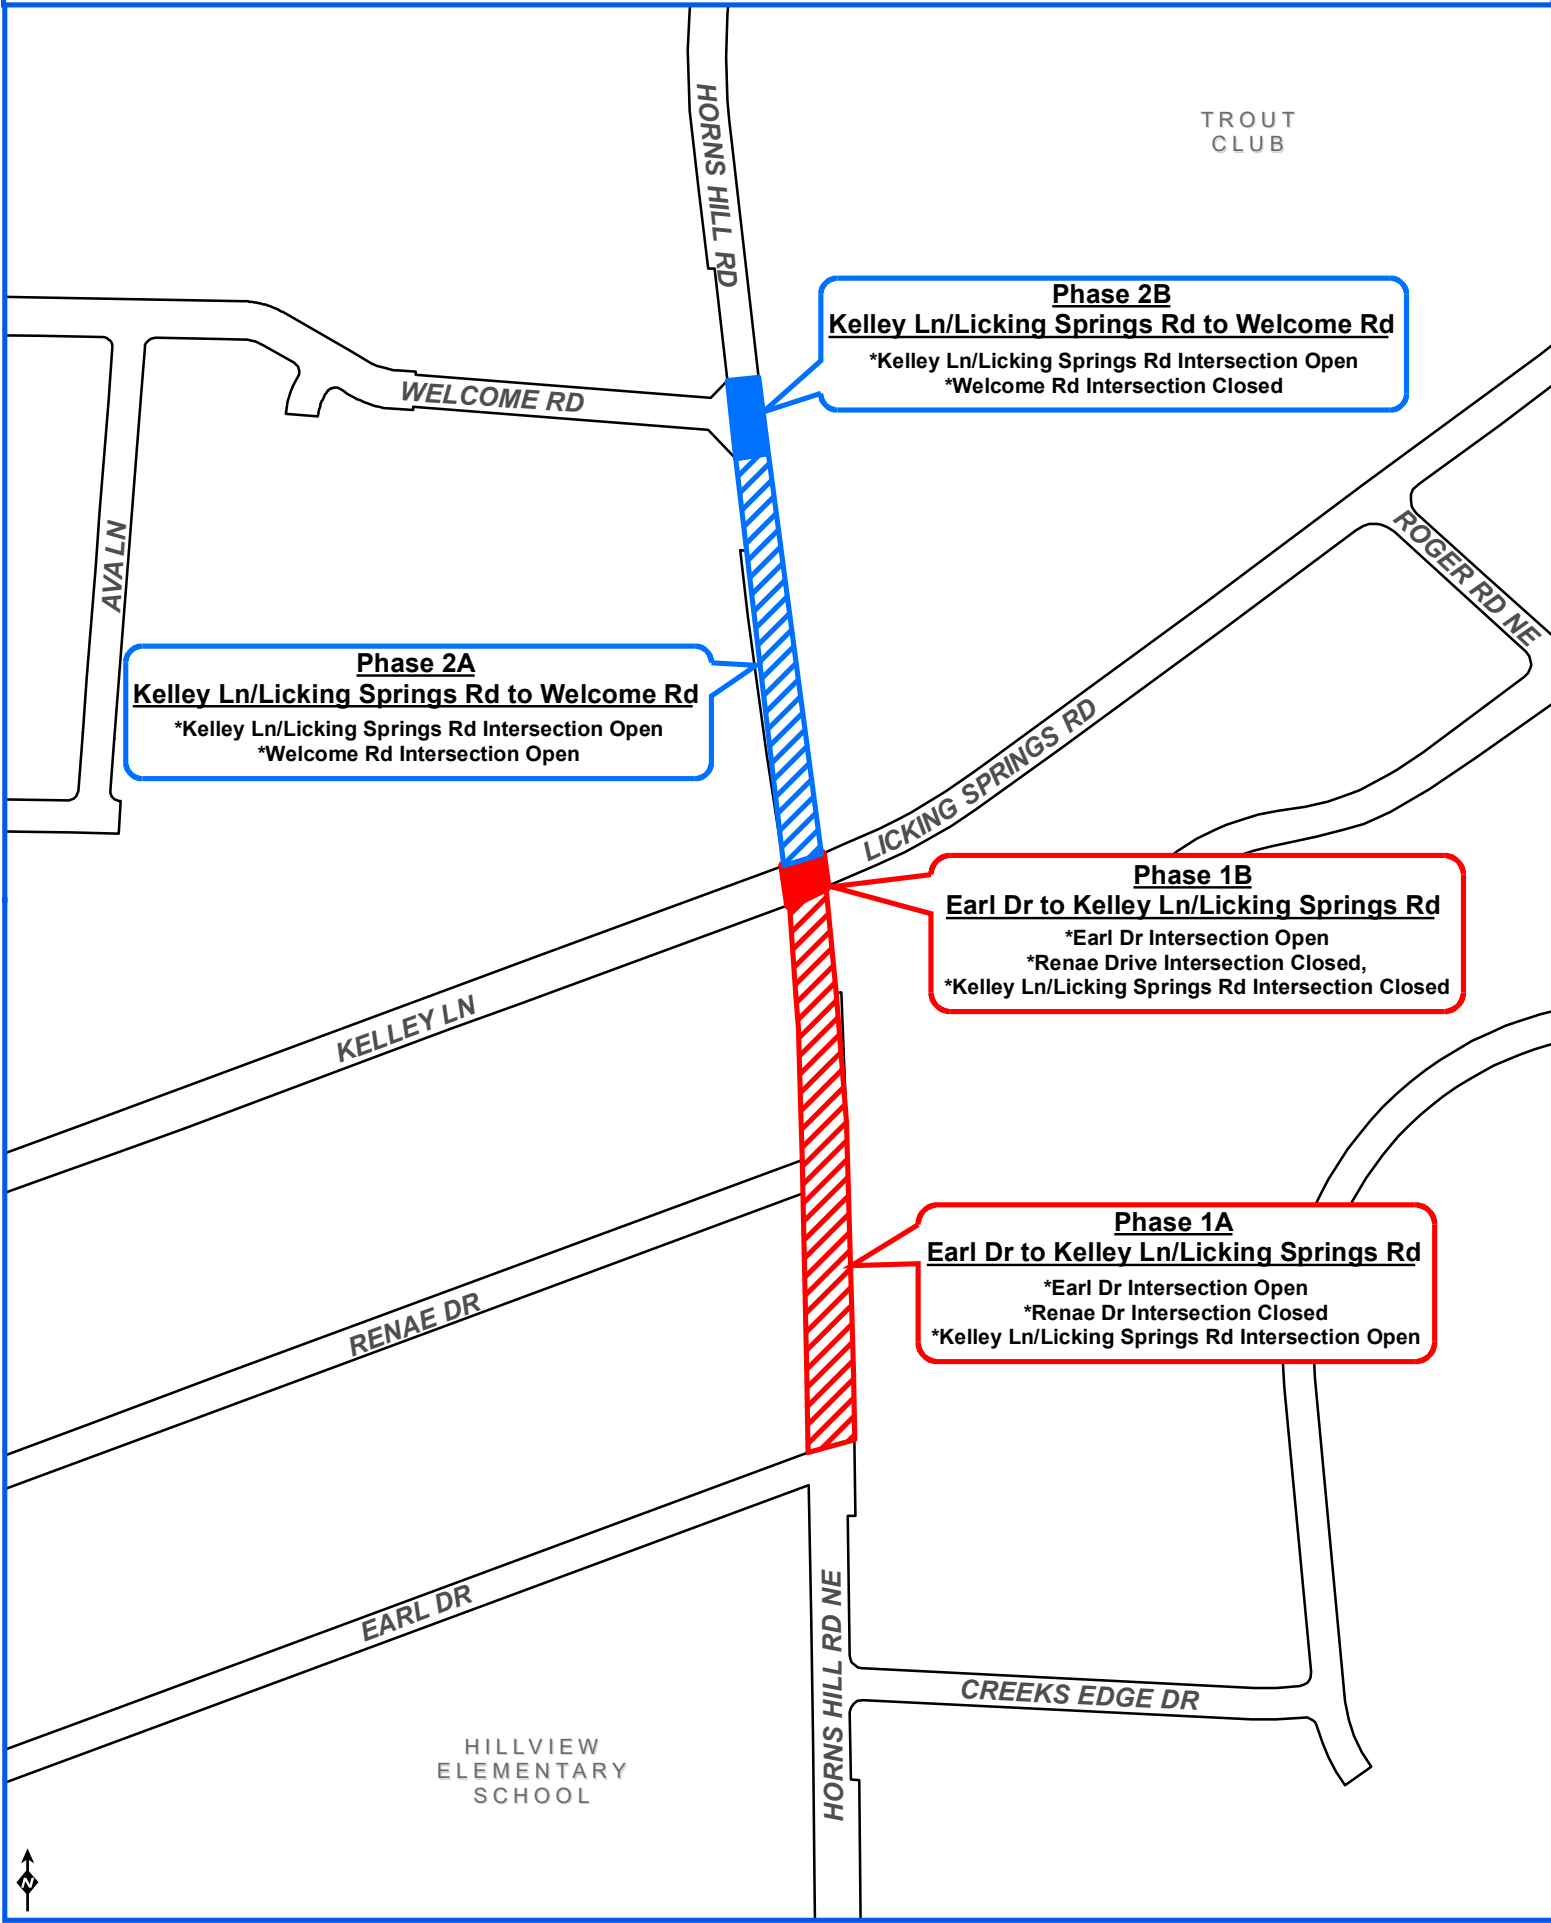 HORNS HILL RD
TROUT
CLUB
Phase 2B
Kelley Ln/Licking Springs Rd to Welcome Rd
*Kelley Ln/Licking Springs Rd Intersection Open
*Welcome Rd Intersection Closed
WELCOME RD
AVA LN
ROGER RD NE
Phase 2A
Kelley Ln/Licking Springs Rd to Welcome Rd
*Kelley Ln/Licking Springs Rd Intersection Open
*Welcome Rd Intersection Open
LICKING SPRINGS RD
Phase 1B
Earl Dr to Kelley Ln/Licking Springs Rd
*Earl Dr Intersection Open
*Renae Drive Intersection Closed,
*Kelley Ln/Licking Springs Rd Intersection Closed
KELLEY LN
Phase 1A
Earl Dr to Kelley Ln/Licking Springs Rd
*Earl Dr Intersection Open
*Renae Dr Intersection Closed
*Kelley Ln/Licking Springs Rd Intersection Open
RENAE DR
EARL DR
HORNS HILL RD NE
CREEKS EDGE DR
HILLVIEW
ELEMENTARY
SCHOOL
N